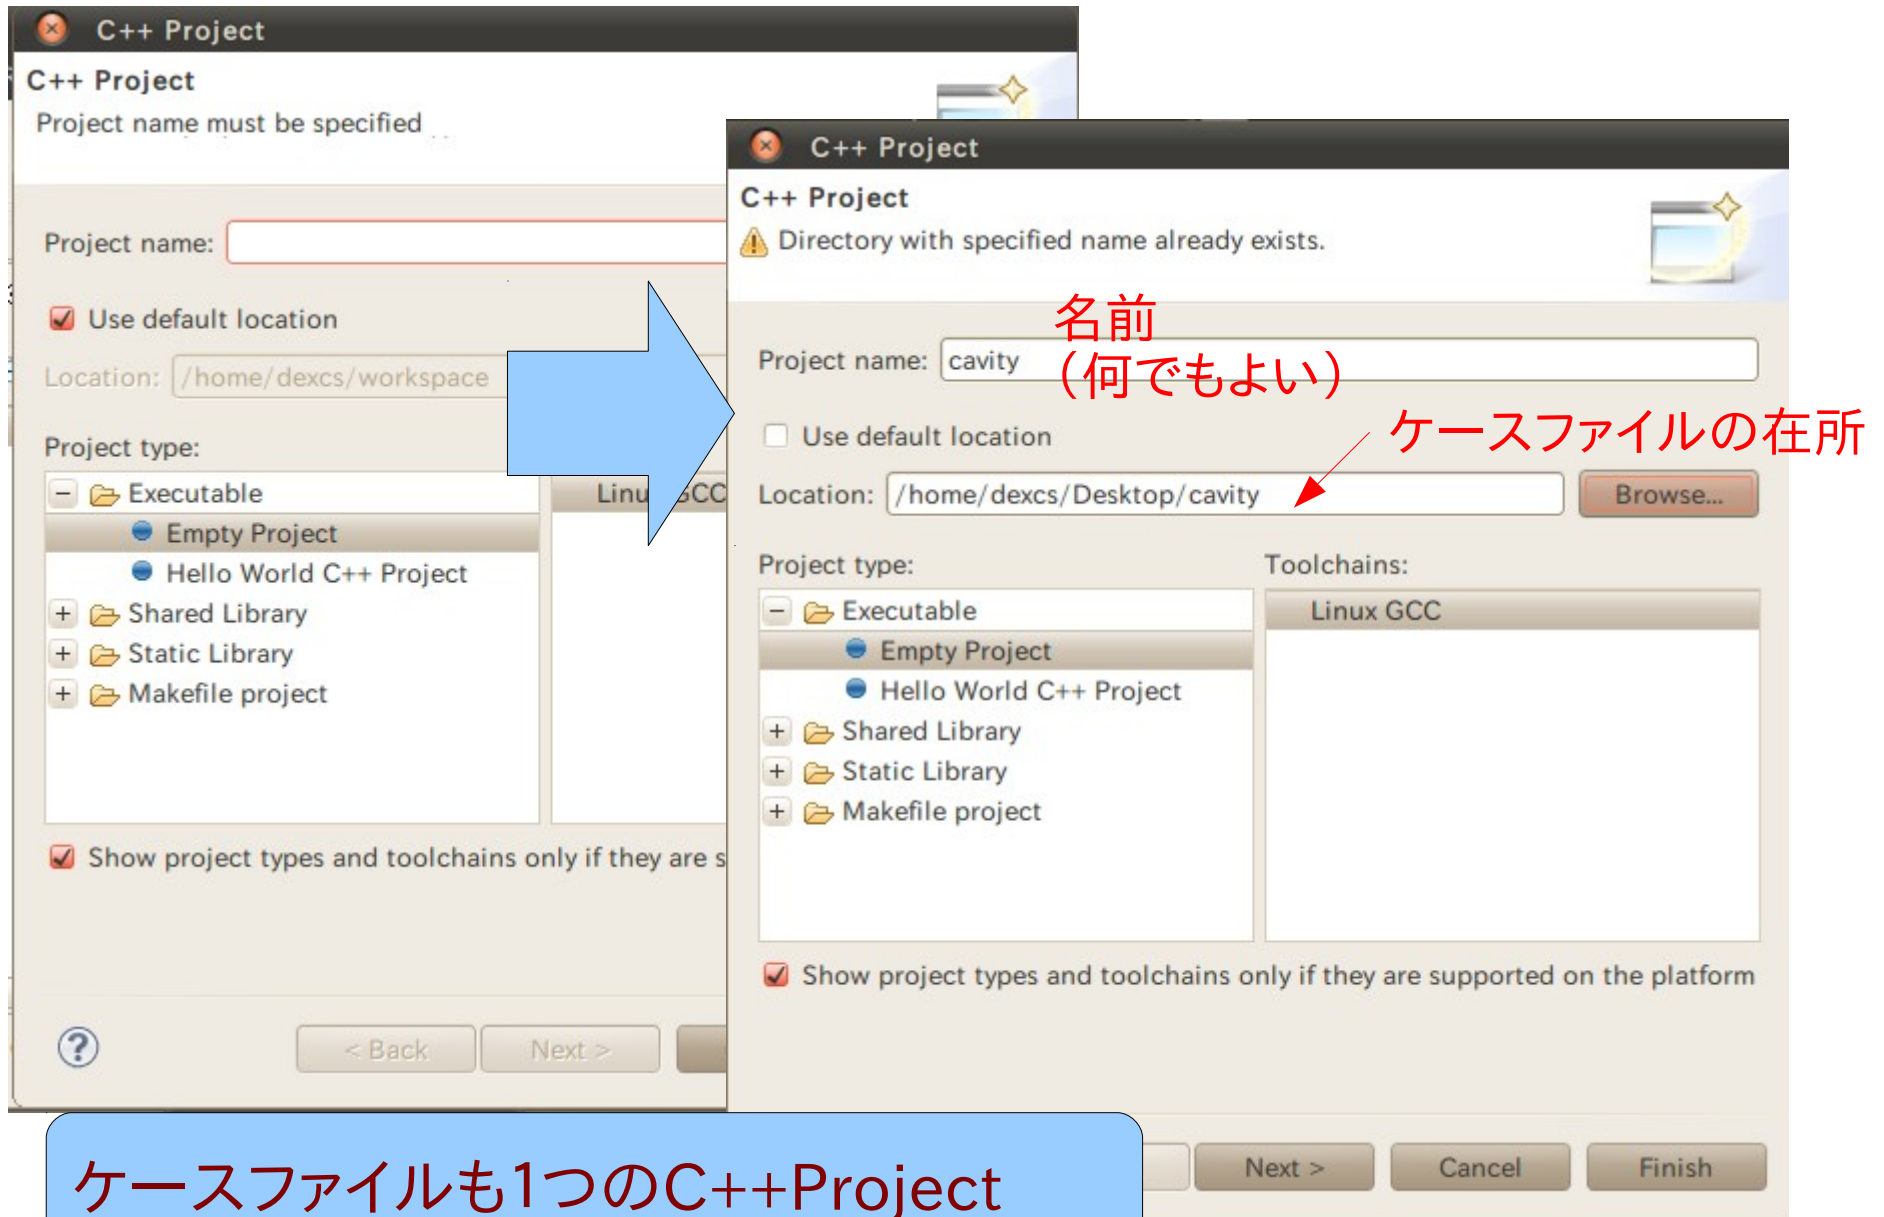 C++ Project
C++ Project
Project name must be specified
Project name:
Use default location
Location: /home/dexcs/workspace
Project type:
Executable
Empty Project
Hello World C++ Project
Shared Library
Static Library
Makefile project
Linux GCC
Show project types and toolchains only if they are s
< Back
Next >
C++ Project
C++ Project
Directory with specified name already exists.
名前
(何でもよい)
Project name: cavity
Use default location
ケースファイルの在所
Location: /home/dexcs/Desktop/cavity
Browse...
Project type:
Toolchains:
Executable
Linux GCC
Empty Project
Hello World C++ Project
Shared Library
Static Library
Makefile project
Show project types and toolchains only if they are supported on the platform
Next >
Cancel
Finish
ケースファイルも1つのC++Project